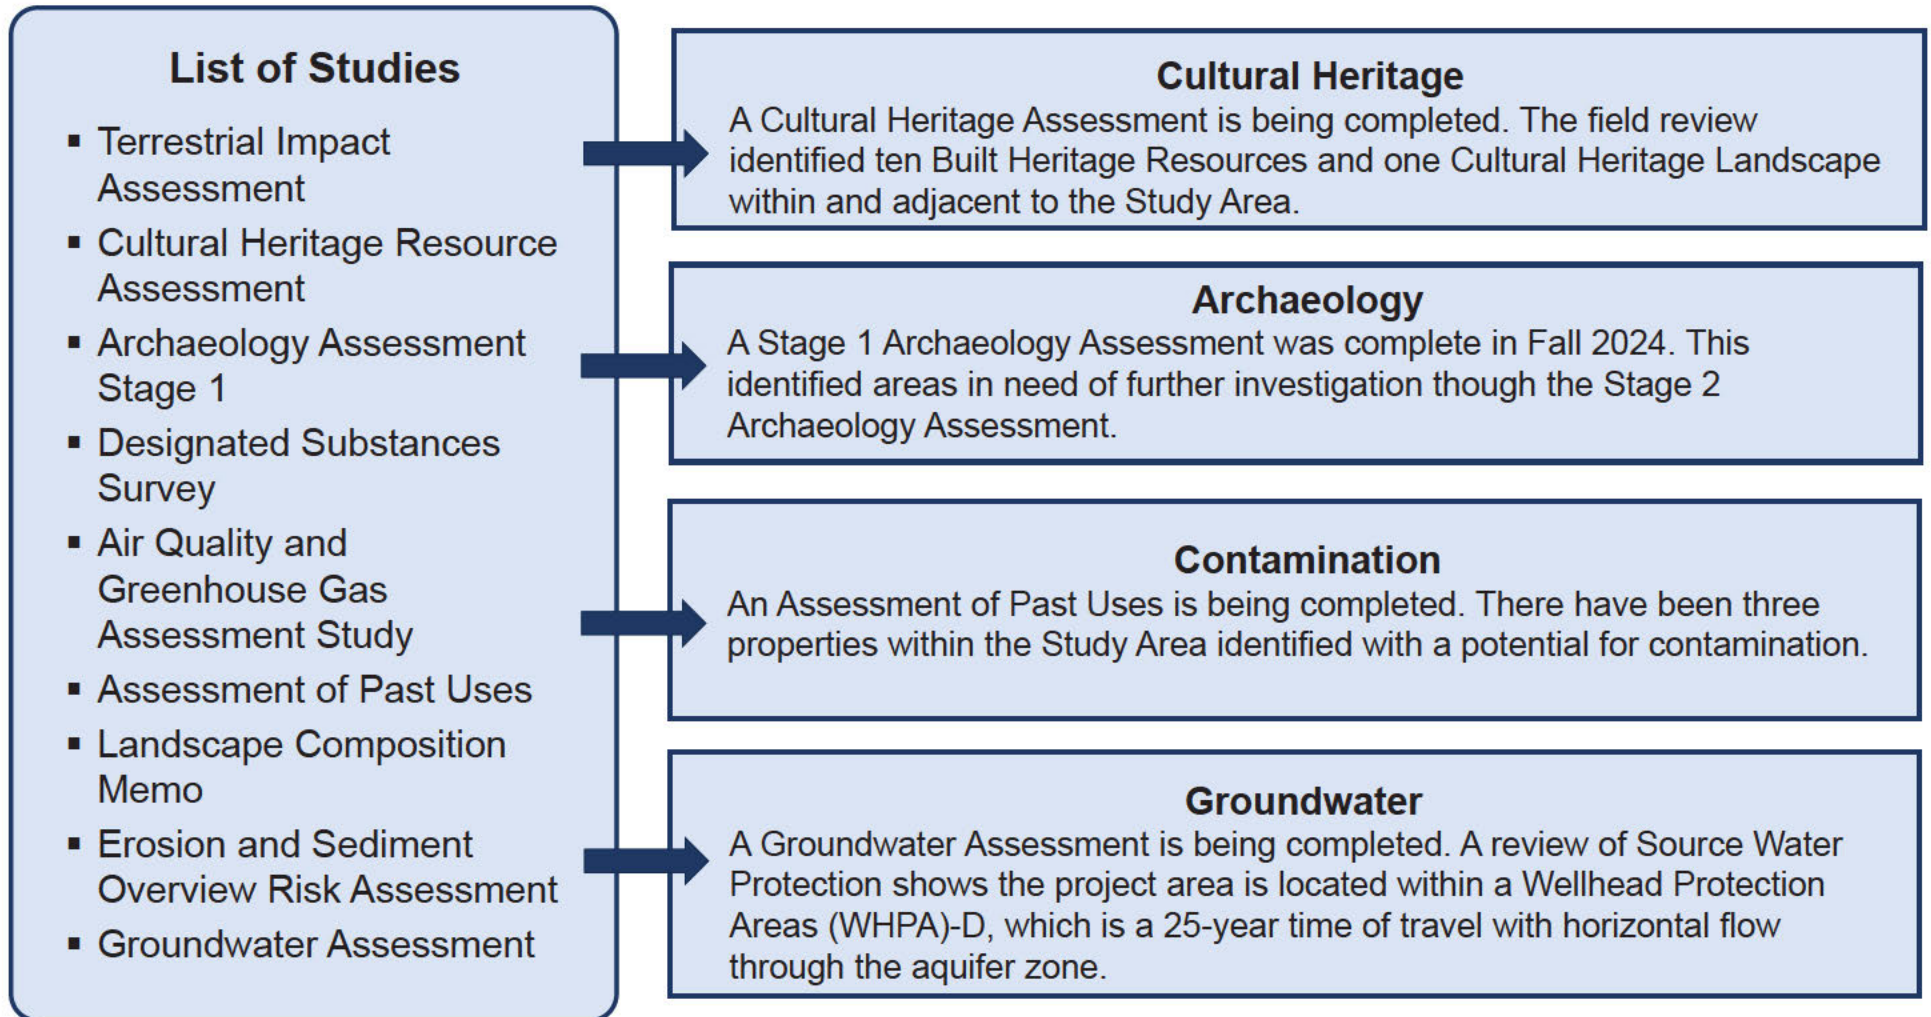 List of Studies
▪ Terrestrial Impact
Assessment
▪ Cultural Heritage Resource
Assessment
▪ Archaeology Assessment
Stage 1
▪ Designated Substances
Survey
▪ Air Quality and
Greenhouse Gas
Assessment Study
▪ Assessment of Past Uses
▪ Landscape Composition
Memo
▪ Erosion and Sediment
Overview Risk Assessment
▪ Groundwater Assessment
Cultural Heritage
A Cultural Heritage Assessment is being completed. The field review
identified ten Built Heritage Resources and one Cultural Heritage Landscape
within and adjacent to the Study Area.
Archaeology
A Stage 1 Archaeology Assessment was complete in Fall 2024. This
identified areas in need of further investigation though the Stage 2
Archaeology Assessment.
Contamination
An Assessment of Past Uses is being completed. There have been three
properties within the Study Area identified with a potential for contamination.
Groundwater
A Groundwater Assessment is being completed. A review of Source Water
Protection shows the project area is located within a Wellhead Protection
Areas (WHPA)-D, which is a 25-year time of travel with horizontal flow
through the aquifer zone.